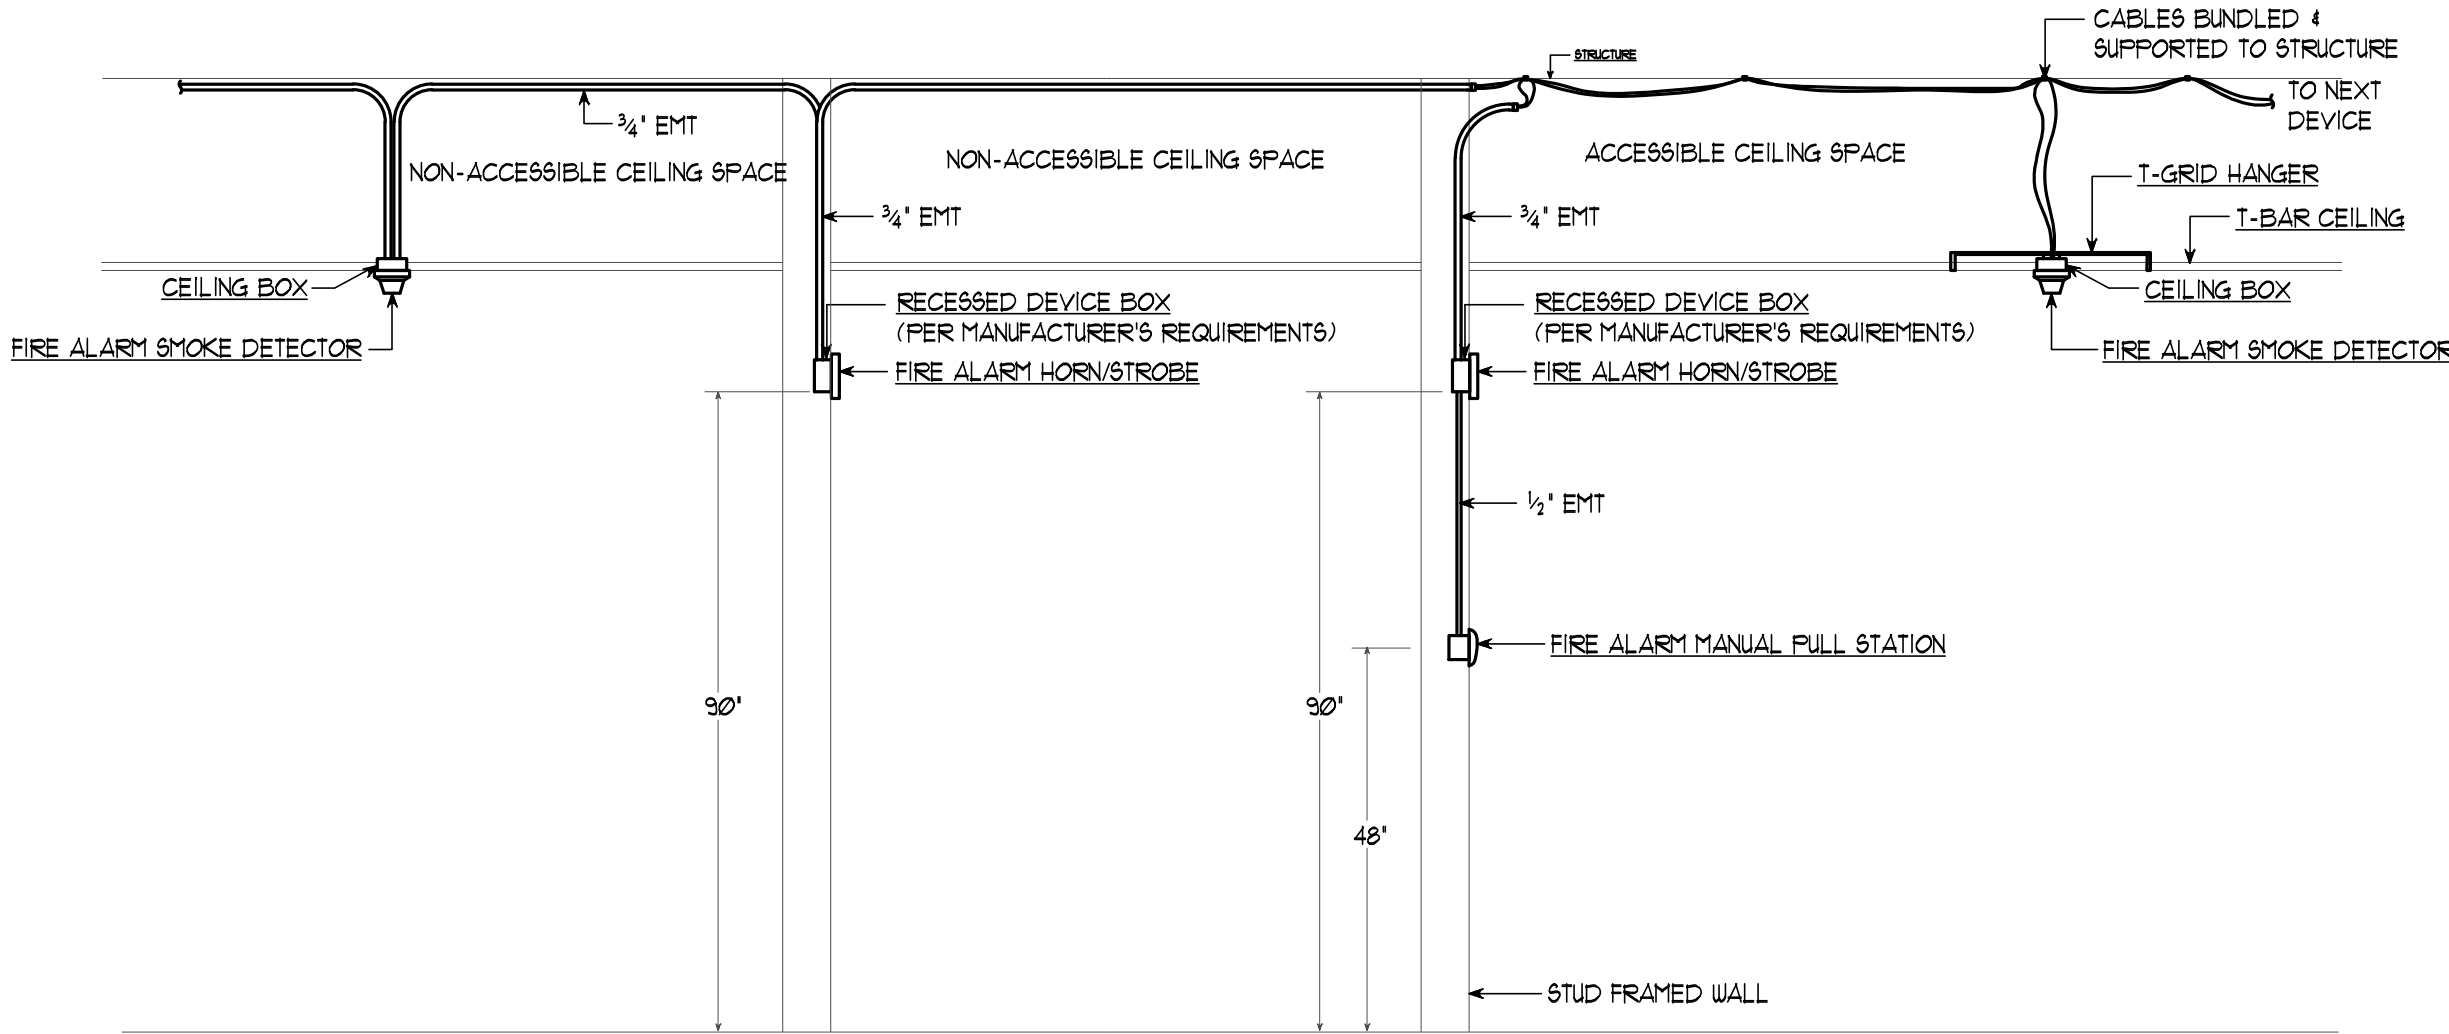 CABLES BUNDLED &
SUPPORTED TO STRUCTURE
STRUCTURE
TO NEXT
DEVICE
3/4" EMT
NON-ACCESSIBLE CEILING SPACE
NON-ACCESSIBLE CEILING SPACE
ACCESSIBLE CEILING SPACE
T-GRID HANGER
3/4" EMT
3/4" EMT
T-BAR CEILING
CEILING BOX
RECESSED DEVICE BOX
(PER MANUFACTURER'S REQUIREMENTS)
RECESSED DEVICE BOX
(PER MANUFACTURER'S REQUIREMENTS)
CEILING BOX
FIRE ALARM SMOKE DETECTOR
FIRE ALARM HORN/STROBE
FIRE ALARM HORN/STROBE
FIRE ALARM SMOKE DETECTOR
1/2" EMT
FIRE ALARM MANUAL PULL STATION
90"
90"
48"
STUD FRAMED WALL